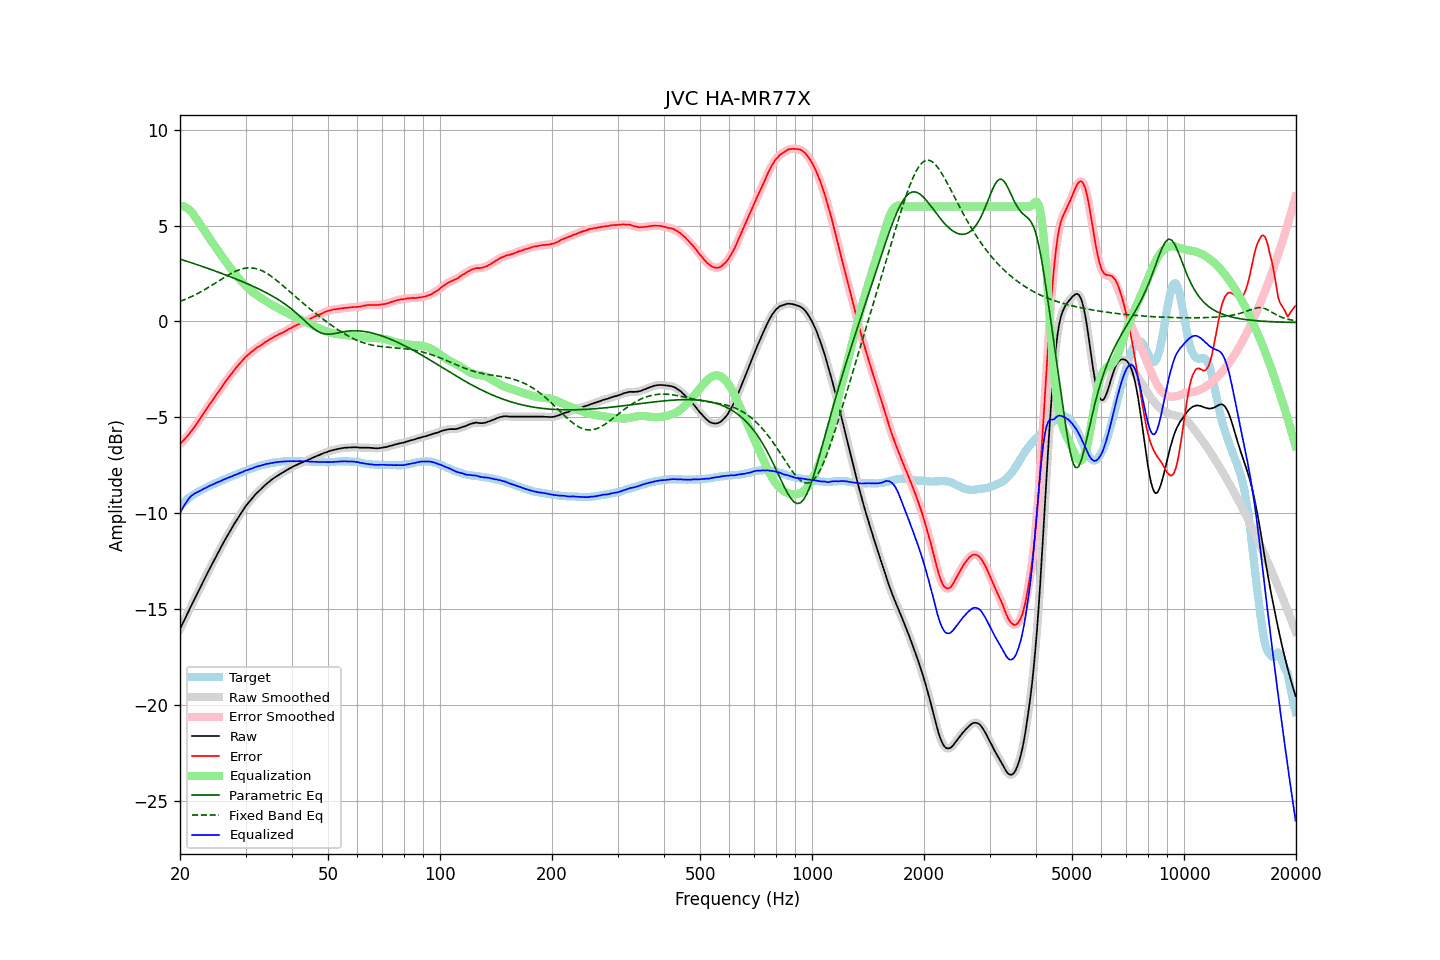 JVC HA-MR77X
10
5
0
−5
−10
−15
−20
−25
Amplitude (dBr)
Target
Raw Smoothed
Error Smoothed
Raw
Error
Equalization
Parametric Eq
Fixed Band Eq
Equalized
20 50 100 200 500 1000 2000 5000 10000 20000
Frequency (Hz)